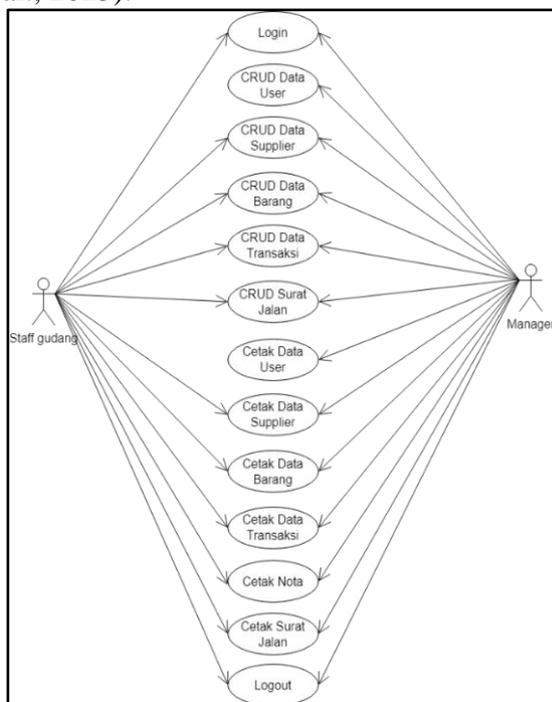 2023).
Login
CRUD Data
User
CRUD Data
Supplier
CRUD Data
Barang
CRUD Data
Transaksi
CRUD Surat
Jalan
Staff gudang
Manager
Cetak Data
User
Cetak Data
Supplier
Cetak Data
Barang
Cetak Data
Transaksi
Cetak Nota
Cetak Surat
Jalan
Logout